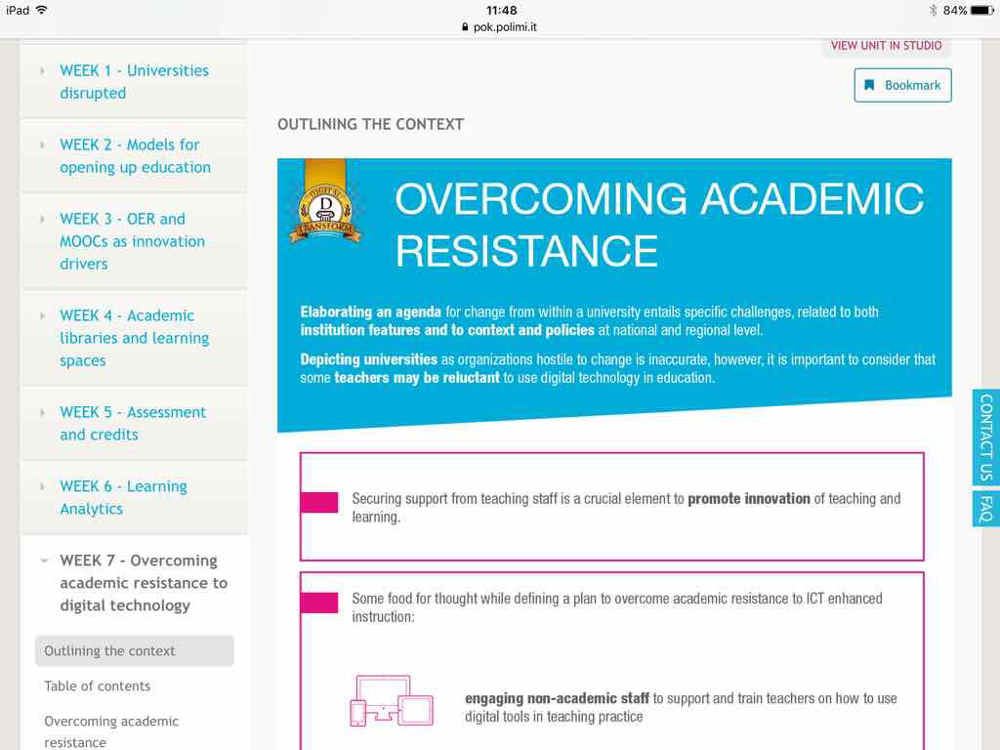 iPad
11:48
84%
pok.polimi.it
WEEK 1 - Universities
disrupted
WEEK 2 - Models for
opening up education
WEEK 3 - OER and
MOOCs as innovation
drivers
WEEK 4 - Academic
libraries and learning
spaces
WEEK 5 - Assessment
and credits
WEEK 6 - Learning
Analytics
WEEK 7 - Overcoming
academic resistance to
digital technology
Outlining the context
Table of contents
Overcoming academic
resistance
VIEW UNIT IN STUDIO
Bookmark
OUTLINING THE CONTEXT
DIGITAL
D
TRANSFORM
OVERCOMING ACADEMIC
RESISTANCE
Elaborating an agenda for change from within a university entails specific challenges, related to both
institution features and to context and policies at national and regional level.
Depicting universities as organizations hostile to change is inaccurate, however, it is important to consider that
some teachers may be reluctant to use digital technology in education.
Securing support from teaching staff is a crucial element to promote innovation of teaching and
learning.
Some food for thought while defining a plan to overcome academic resistance to ICT enhanced
instruction:
engaging non-academic staff to support and train teachers on how to use
digital tools in teaching practice
CONTACT US
FAQ